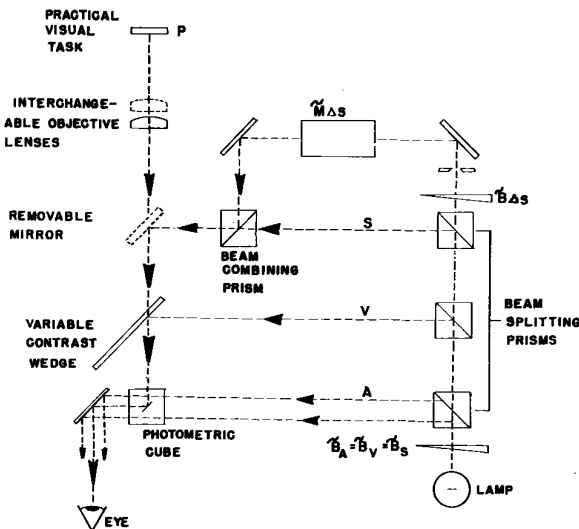 PRACTICAL
VISUAL
TASK
P
INTERCHANGE-
ABLE OBJECTIVE
LENSES
M̃ΔS
B̃ΔS
REMOVABLE
MIRROR
S
BEAM
COMBINING
PRISM
VARIABLE
CONTRAST
WEDGE
V
BEAM
SPLITTING
PRISMS
A
PHOTOMETRIC
CUBE
B̃A=B̃V=B̃S
LAMP
EYE